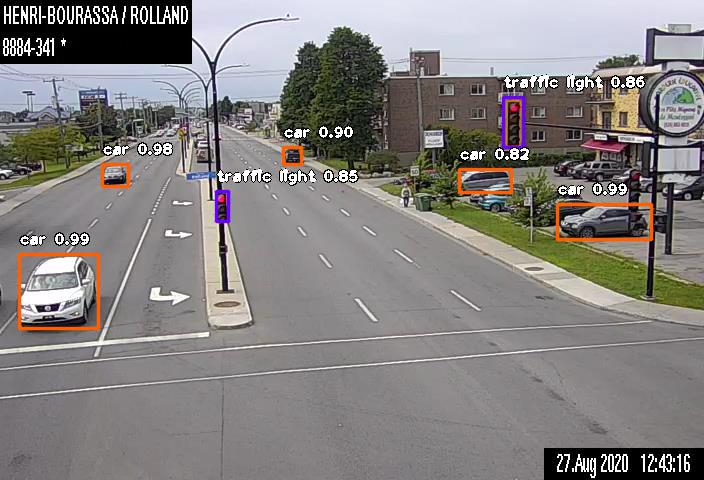 HENRI-BOURASSA / ROLLAND
8884-341 *
traffic light 0.86
car 0.90
car 0.98
car 0.82
traffic light 0.85
car 0.99
car 0.99
27.Aug 2020 12:43:16